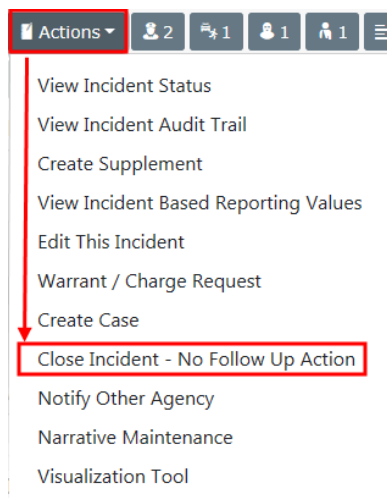 Actions 2 1 1 1
View Incident Status
View Incident Audit Trail
Create Supplement
View Incident Based Reporting Values
Edit This Incident
Warrant / Charge Request
Create Case
Close Incident - No Follow Up Action
Notify Other Agency
Narrative Maintenance
Visualization Tool